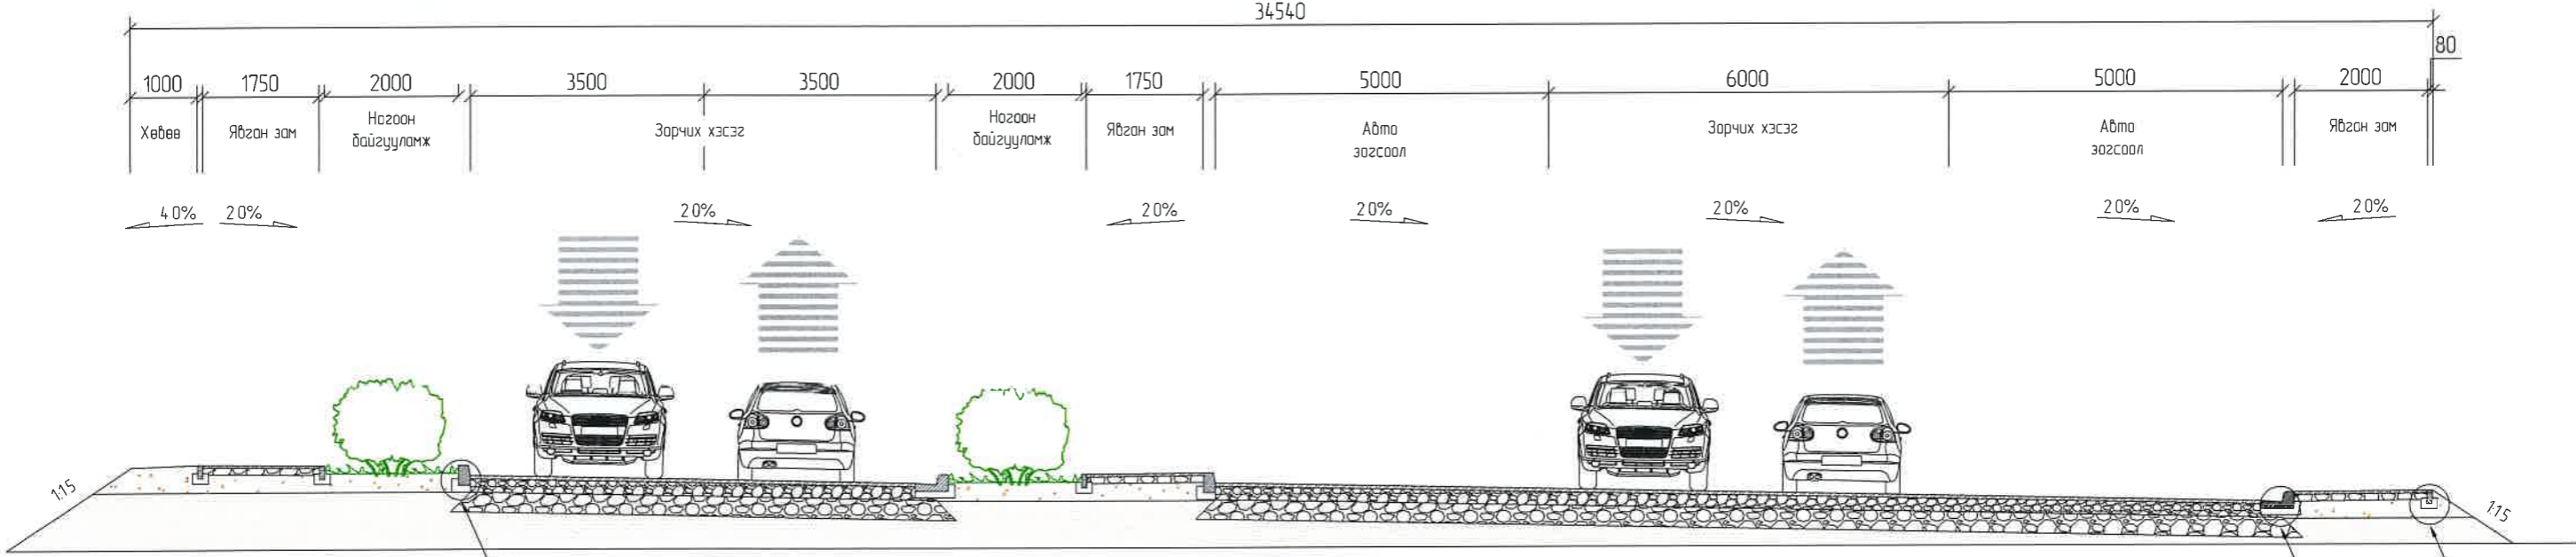 34540
80
1000 1750 2000 3500 3500 2000 1750 5000 6000 5000 2000
Хөвөө
Явган зам
Ногоон
байгууламж
Зорчих хэсэг
Ногоон
байгууламж
Явган зам
Авто
зогсоол
Зорчих хэсэг
Авто
зогсоол
Явган зам
40% 20% 20% 20% 20% 20% 20% 20%
1:1.5
1:1.5